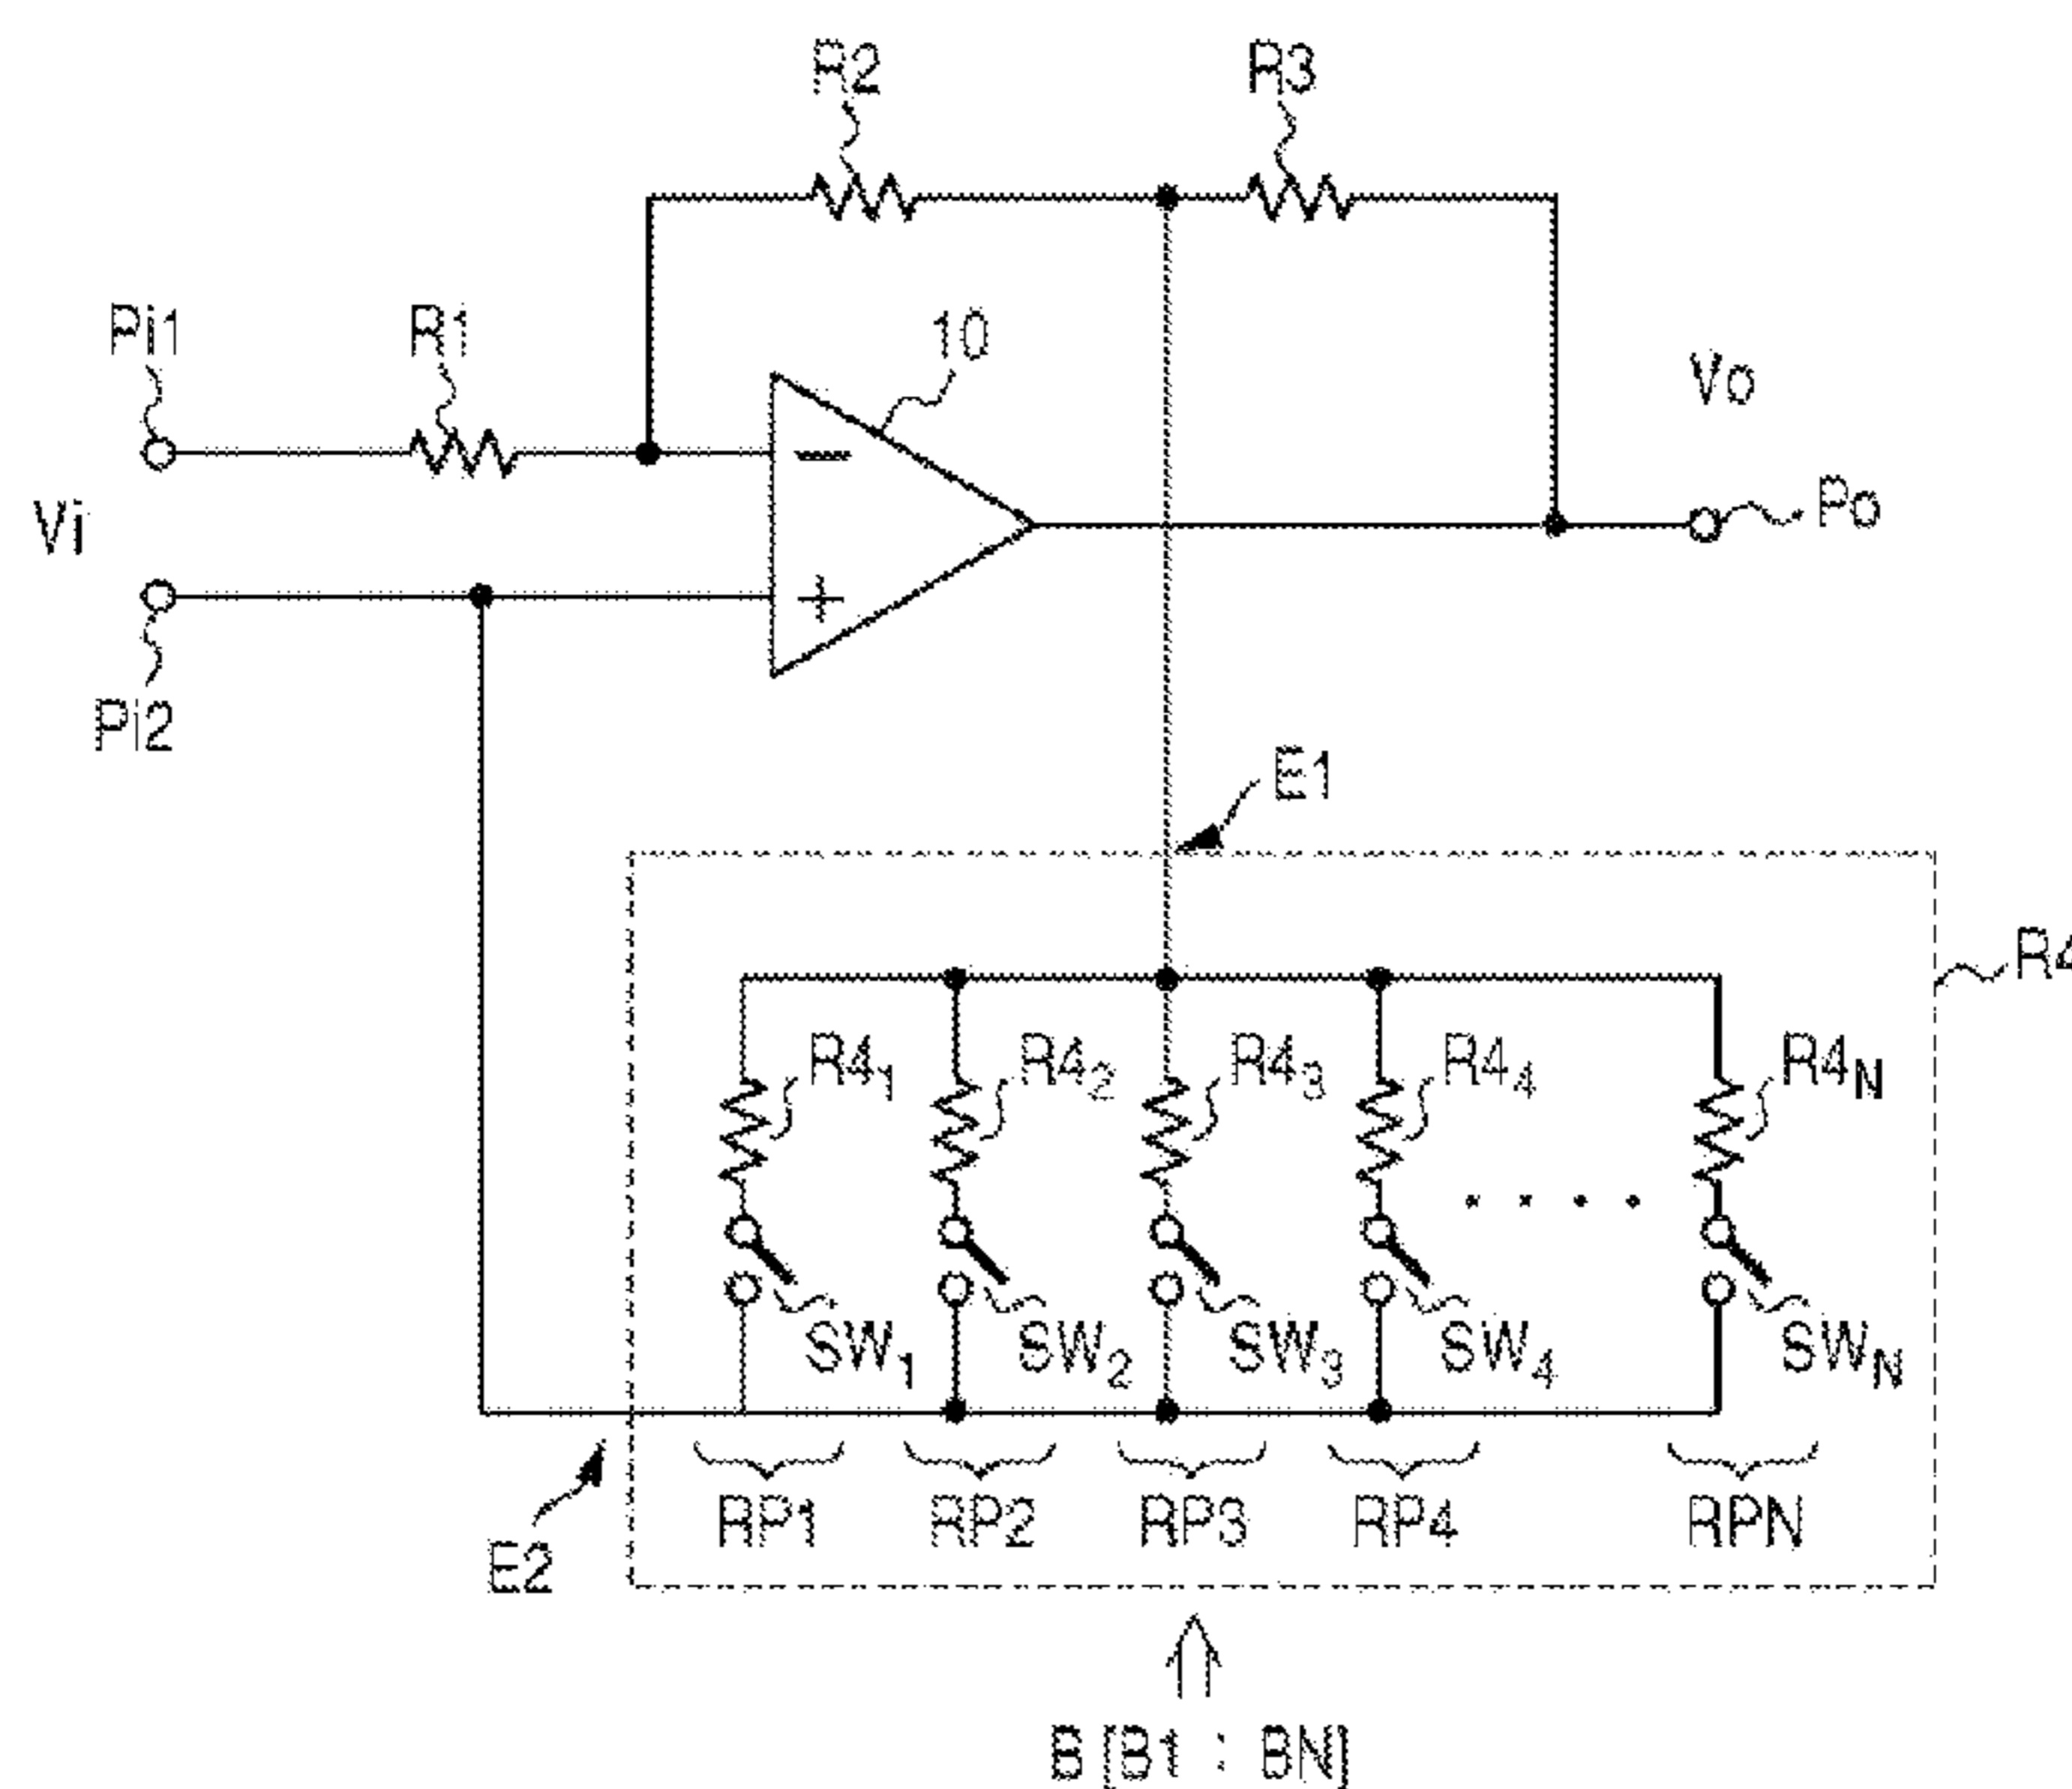 R2 R3
Pi1 R1 10
Vo
−
Vi Po
+
Pi2
E1
R4
R4₁ R4₂ R4₃ R4₄ R4N
. . . .
SW₁ SW₂ SW₃ SW₄ SWN
RP1 RP2 RP3 RP4 RPN
E2
B [B1 : BN]